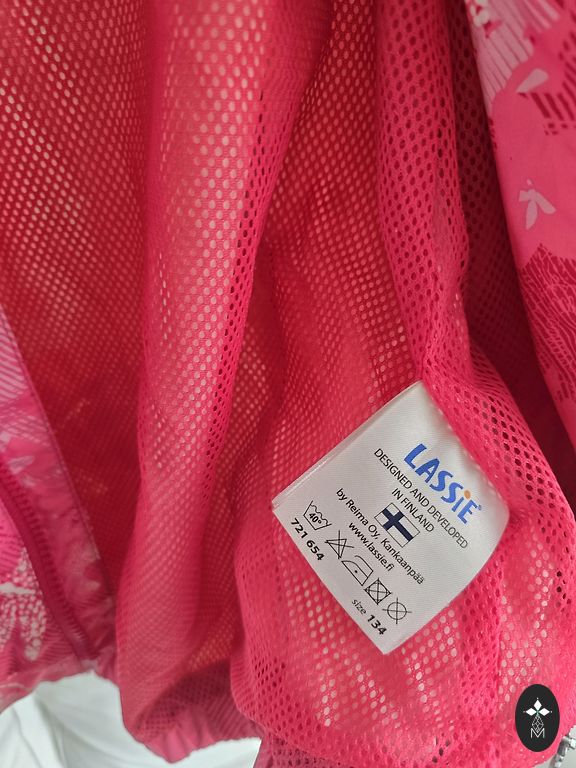 LASSiE
DESIGNED AND DEVELOPED
IN FINLAND
by Reima Oy, Kankaanpää
www.lassie.fi
40°
721 654
size 134